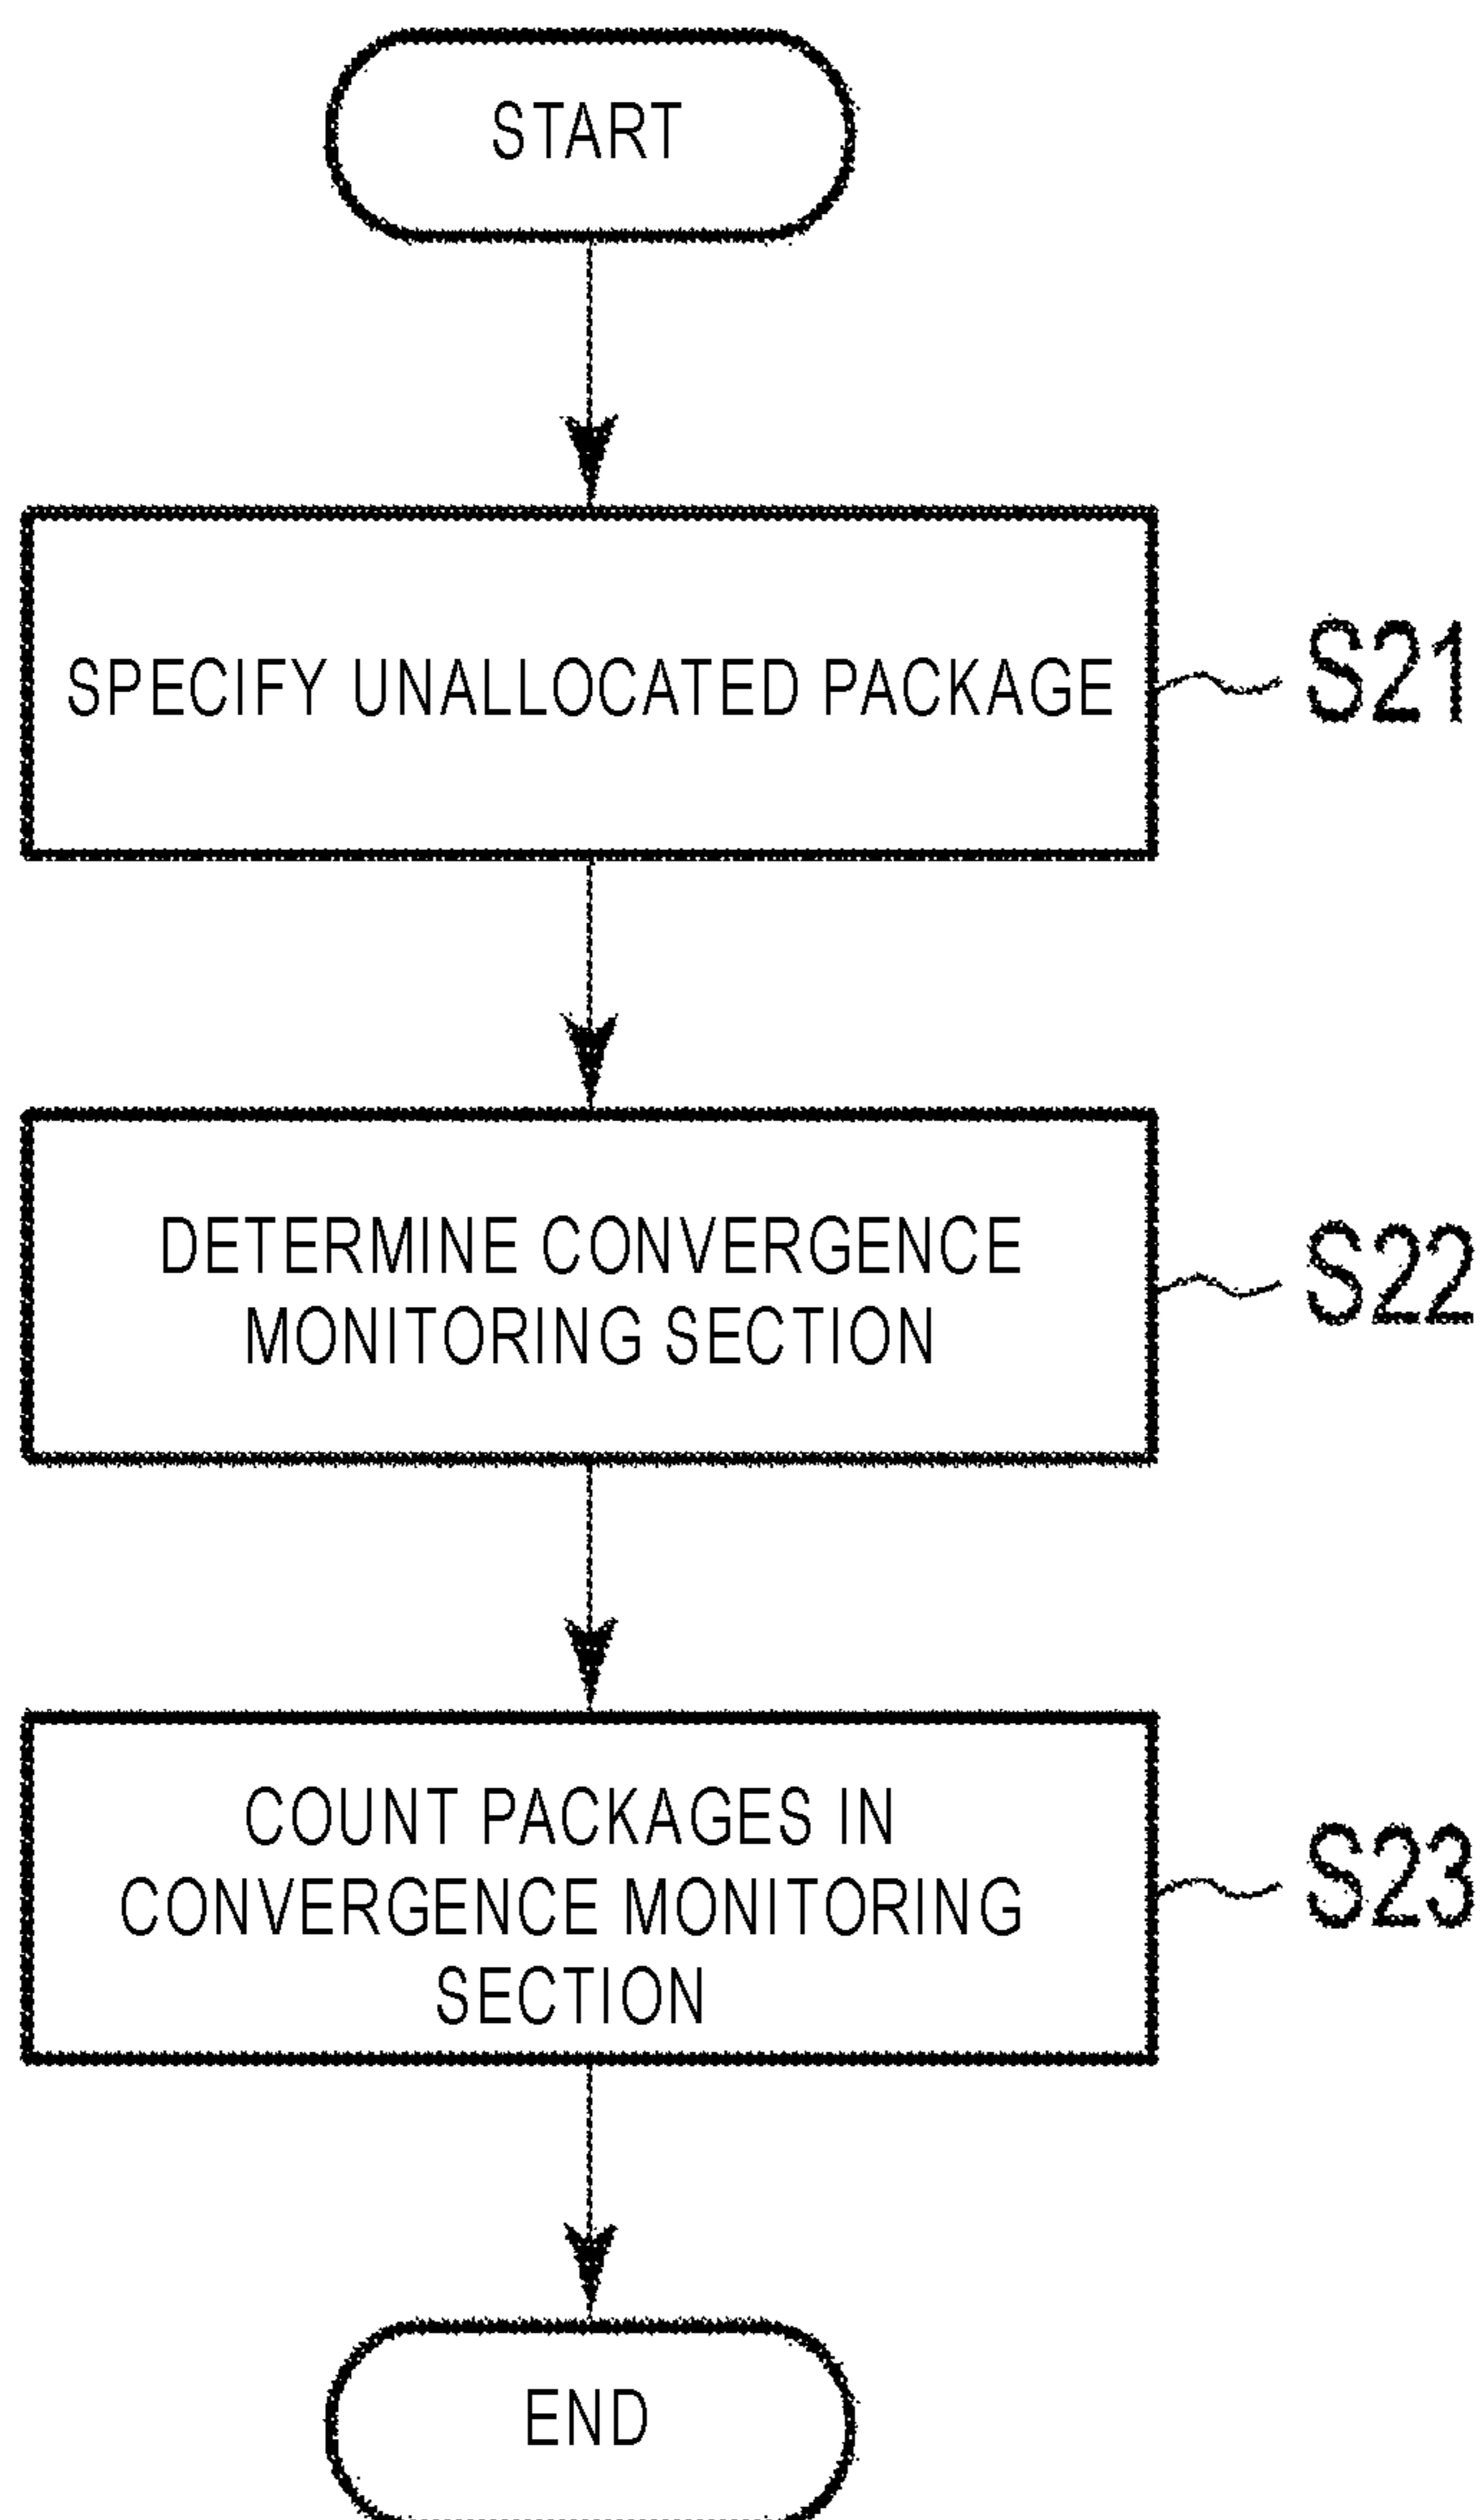 START
SPECIFY UNALLOCATED PACKAGE
S21
DETERMINE CONVERGENCE
MONITORING SECTION
S22
COUNT PACKAGES IN
CONVERGENCE MONITORING
SECTION
S23
END